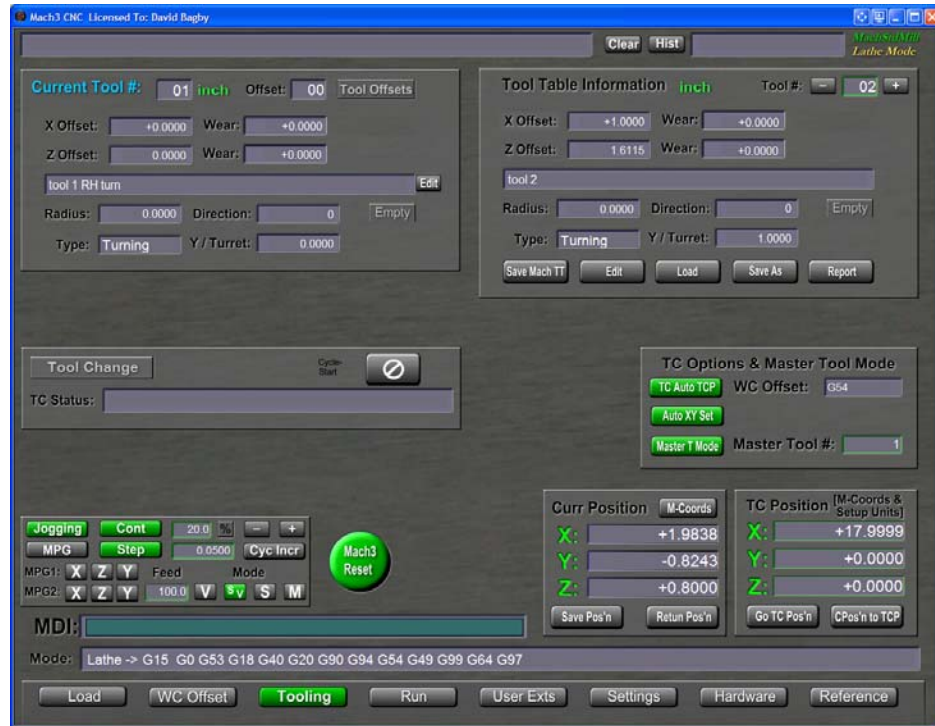 Mach3 CNC Licensed To: David Bagby
Clear Hist
MachStdMill
Lathe Mode
Current Tool #: 01 inch Offset: 00 Tool Offsets
X Offset: +0.0000 Wear: +0.0000
Z Offset: 0.0000 Wear: +0.0000
tool 1 RH turn Edit
Radius: 0.0000 Direction: 0 Empty
Type: Turning Y / Turret: 0.0000
Tool Table Information inch Tool #: - 02 +
X Offset: +1.0000 Wear: +0.0000
Z Offset: 1.6115 Wear: +0.0000
tool 2
Radius: 0.0000 Direction: 0 Empty
Type: Turning Y / Turret: 1.0000
Save Mach TT Edit Load Save As Report
Tool Change
Cycle-
Start
TC Status:
TC Options & Master Tool Mode
TC Auto TCP WC Offset: G54
Auto XY Set
Master T Mode Master Tool #: 1
Jogging Cont 20.0 % - +
MPG Step 0.0500 Cyc Incr
MPG1: X Z Y Feed Mode
MPG2: X Z Y 100.0 V S V S M
Mach3
Reset
Curr Position M-Coords
X: +1.9838
Y: -0.8243
Z: +0.8000
Save Pos'n Retun Pos'n
TC Position [M-Coords &
Setup Units]
X: +17.9999
Y: +0.0000
Z: +0.0000
Go TC Pos'n CPos'n to TCP
MDI:
Mode: Lathe -> G15 G0 G53 G18 G40 G20 G90 G94 G54 G49 G99 G64 G97
Load WC Offset Tooling Run User Exts Settings Hardware Reference